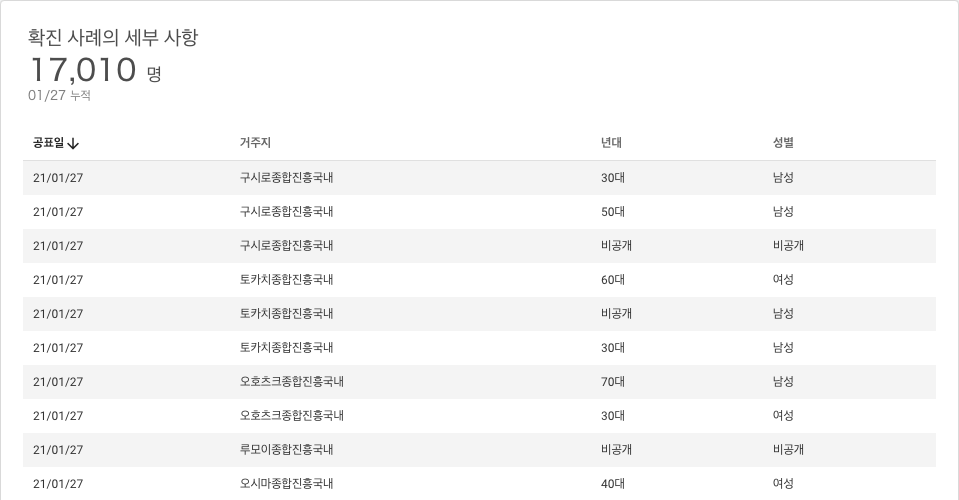 확진 사례의 세부 사항
17,010 명
01/27 누적
공표일 거주지 년대 성별
21/01/27 구시로종합진흥국내 30대 남성
21/01/27 구시로종합진흥국내 50대 남성
21/01/27 구시로종합진흥국내 비공개 비공개
21/01/27 토카치종합진흥국내 60대 여성
21/01/27 토카치종합진흥국내 비공개 남성
21/01/27 토카치종합진흥국내 30대 남성
21/01/27 오호츠크종합진흥국내 70대 남성
21/01/27 오호츠크종합진흥국내 30대 여성
21/01/27 루모이종합진흥국내 비공개 비공개
21/01/27 오시마종합진흥국내 40대 여성